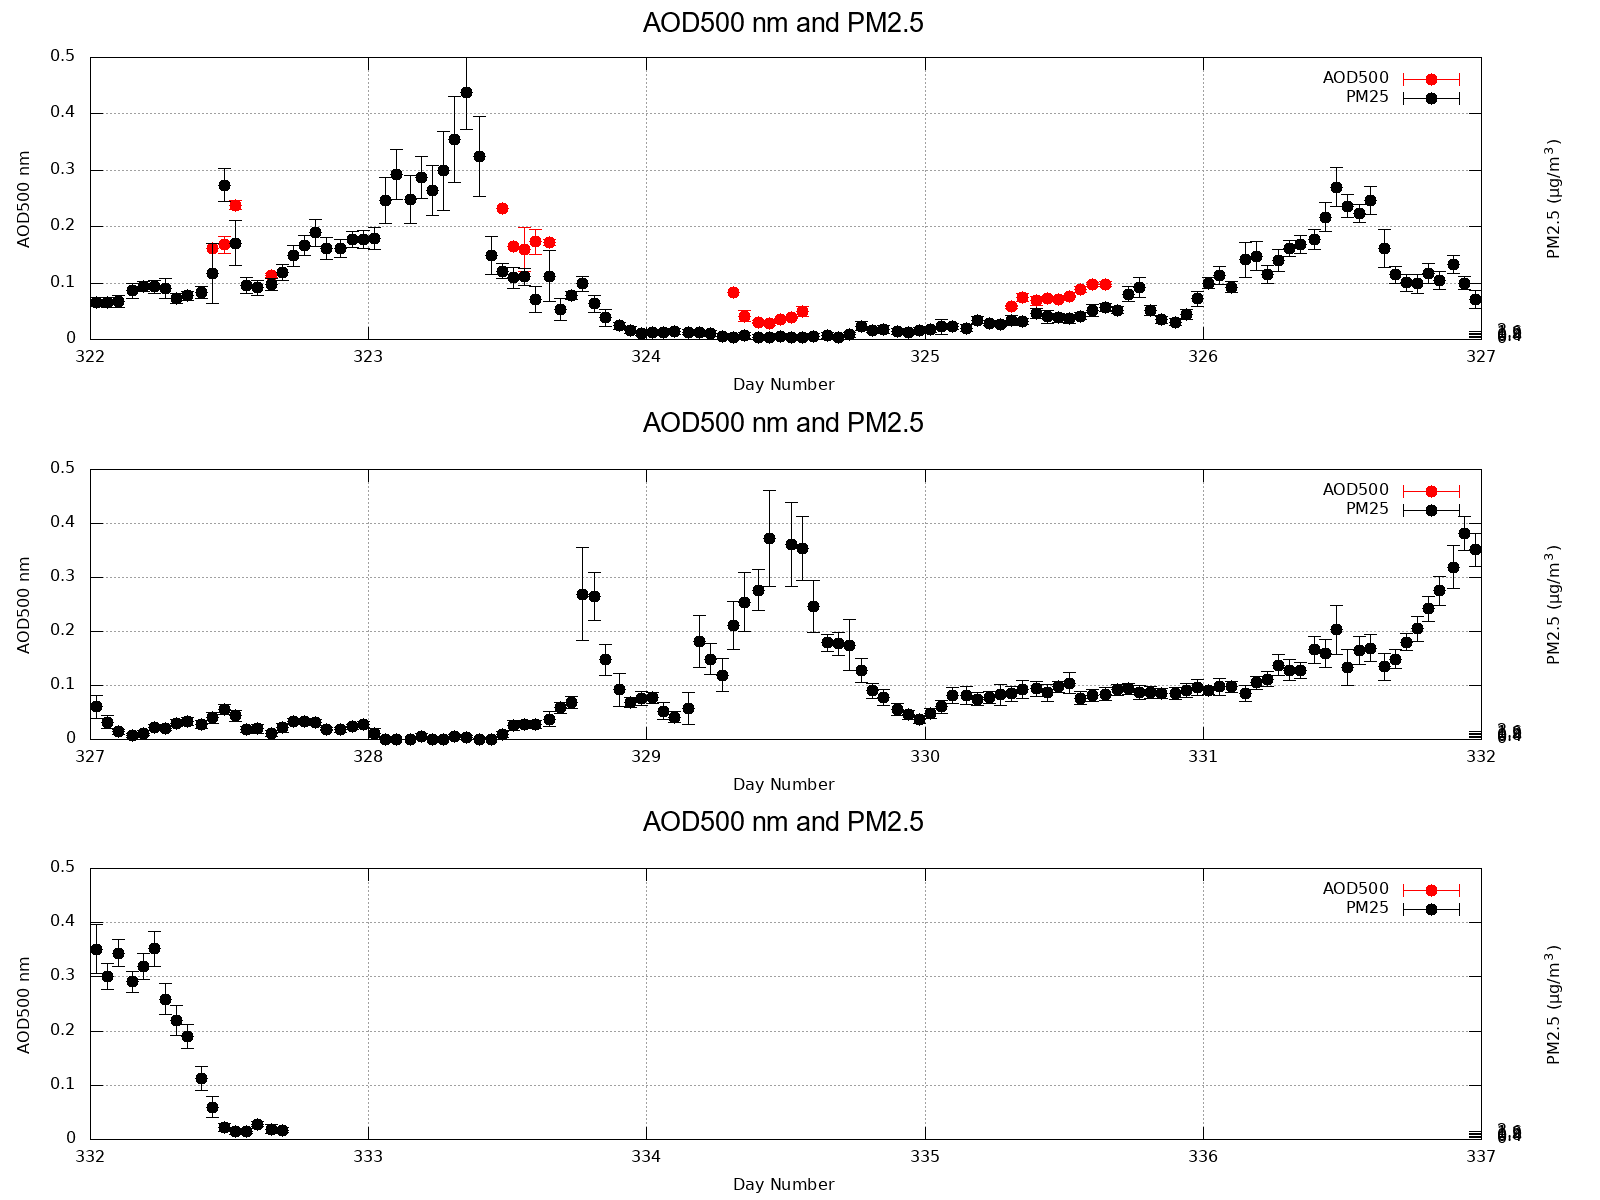 AOD500 nm and PM2.5
0.5
0.4
0.3
0.2
0.1
0
AOD500 nm
AOD500
PM25
PM2.5 (µg/m³)
322 323 324 325 326 327
Day Number
AOD500 nm and PM2.5
0.5
0.4
0.3
0.2
0.1
0
AOD500 nm
AOD500
PM25
PM2.5 (µg/m³)
327 328 329 330 331 332
Day Number
AOD500 nm and PM2.5
0.5
0.4
0.3
0.2
0.1
0
AOD500 nm
AOD500
PM25
PM2.5 (µg/m³)
332 333 334 335 336 337
Day Number